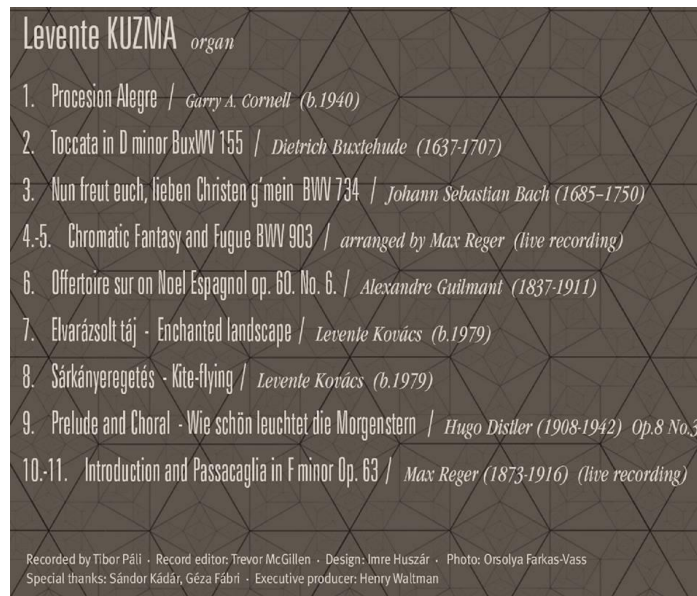 Levente KUZMA organ
1. Procesion Alegre / Garry A. Cornell (b.1940)
2. Toccata in D minor BuxWV 155 / Dietrich Buxtehude (1637-1707)
3. Nun freut euch, lieben Christen g'mein BWV 734 / Johann Sebastian Bach (1685–1750)
4.-5. Chromatic Fantasy and Fugue BWV 903 / arranged by Max Reger (live recording)
6. Offertoire sur on Noel Espagnol op. 60. No. 6. / Alexandre Guilmant (1837-1911)
7. Elvarázsolt táj - Enchanted landscape / Levente Kovács (b.1979)
8. Sárkányeregetés - Kite-flying / Levente Kovács (b.1979)
9. Prelude and Choral - Wie schön leuchtet die Morgenstern / Hugo Distler (1908-1942) Op.8 No.3
10.-11. Introduction and Passacaglia in F minor Op. 63 / Max Reger (1873-1916) (live recording)
Recorded by Tibor Páli · Record editor: Trevor McGillen · Design: Imre Huszár · Photo: Orsolya Farkas-Vass
Special thanks: Sándor Kádár, Géza Fábri · Executive producer: Henry Waltman